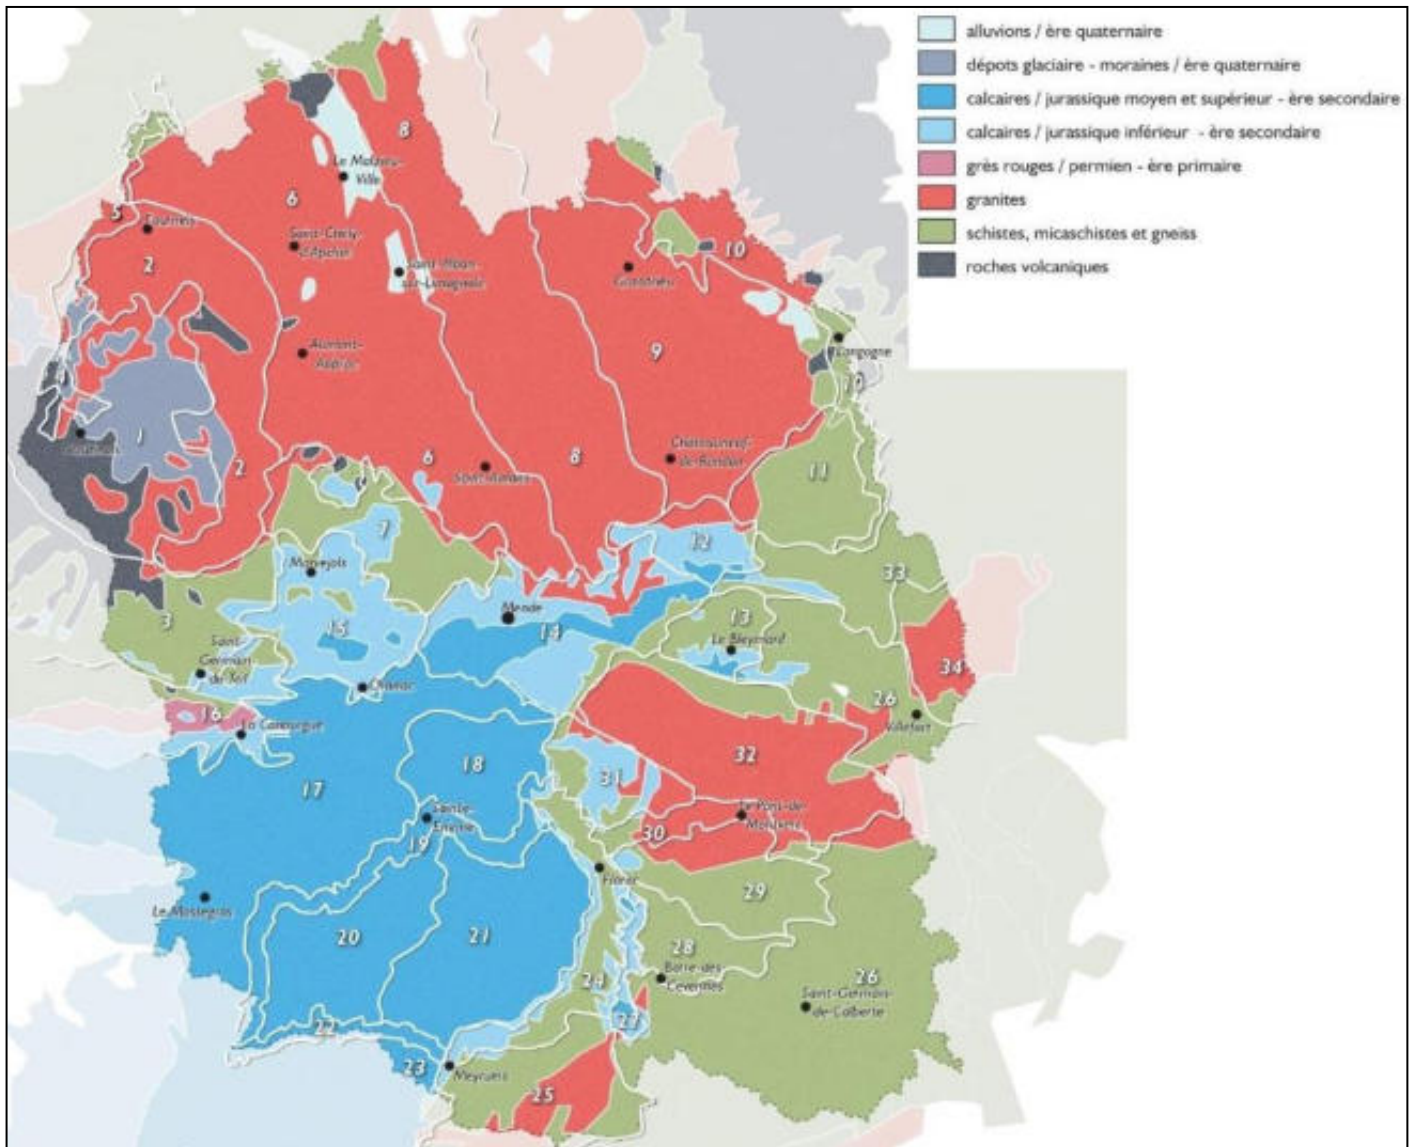 alluvions / ère quaternaire
dépots glaciaire - moraines / ère quaternaire
calcaires / jurassique moyen et supérieur - ère secondaire
calcaires / jurassique inférieur - ère secondaire
grès rouges / permien - ère primaire
granites
schistes, micaschistes et gneiss
roches volcaniques
8
Le Malzieu-
Ville
6
5
Fournels
Saint-Chély-
d'Apcher
2
10
Saint-Alban-
sur-Limagnole
Grandrieu
Aumont-
Aubrac
9
Langogne
4
10
1
2
6
8
Châteauneuf-
de-Randon
Saint-Amans
11
7
12
Marvejols
33
Mende
3
15
14
13
Le Bleymard
Saint-
Germain
du-Teil
34
Chanac
26
Villefort
16
La Canourgue
32
18
31
17
Sainte-
Enimie
Le Pont-de-
Montvert
30
19
Florac
29
Le Massegros
20
21
28
Barre-des
Cévennes
24
26
Saint-Germain-
de-Calberte
27
22
23
Meyrueis
25